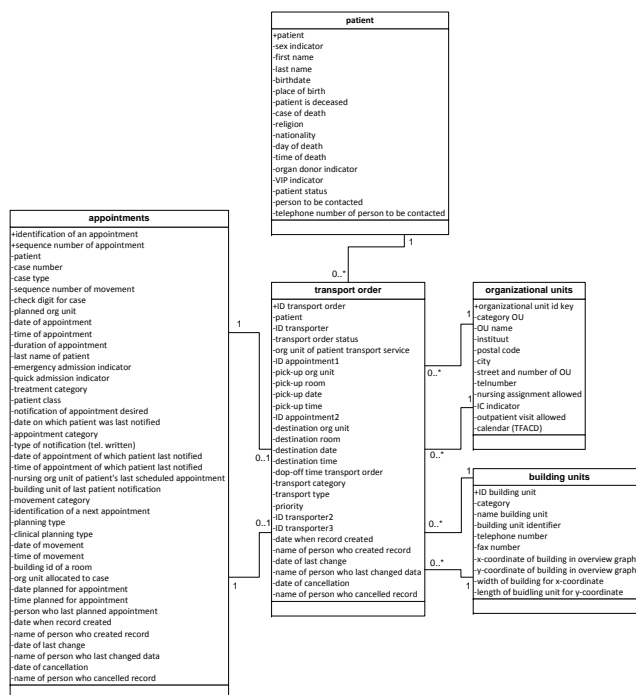 patient
+patient
-sex indicator
-first name
-last name
-birthdate
-place of birth
-patient is deceased
-case of death
-religion
-nationality
-day of death
-time of death
-organ donor indicator
-VIP indicator
-patient status
-person to be contacted
-telephone number of person to be contacted
1
0..*
appointments
+identification of an appointment
+sequence number of appointment
-patient
-case number
-case type
-sequence number of movement
-check digit for case
-planned org unit
-date of appointment
-time of appointment
-duration of appointment
-last name of patient
-emergency admission indicator
-quick admission indicator
-treatment category
-patient class
-notification of appointment desired
-date on which patient was last notified
-appointment category
-type of notification (tel. written)
-date of appointment of which patient last notified
-time of appointment of which patient last notified
-nursing org unit of patient's last scheduled appointment
-building unit of last patient notification
-movement category
-identification of a next appointment
-planning type
-clinical planning type
-date of movement
-time of movement
-building id of a room
-org unit allocated to case
-date planned for appointment
-time planned for appointment
-person who last planned appointment
-date when record created
-name of person who created record
-date of last change
-name of person who last changed data
-date of cancellation
-name of person who cancelled record
1
0..1
0..1
1
transport order
+ID transport order
-patient
-ID transporter
-transport order status
-org unit of patient transport service
-ID appointment1
-pick-up org unit
-pick-up room
-pick-up date
-pick-up time
-ID appointment2
-destination org unit
-destination room
-destination date
-destination time
-dop-off time transport order
-transport category
-transport type
-priority
-ID transporter2
-ID transporter3
-date when record created
-name of person who created record
-date of last change
-name of person who last changed data
-date of cancellation
-name of person who cancelled record
1
0..*
1
0..*
1
0..*
0..*
1
organizational units
+organizational unit id key
-category OU
-OU name
-instituut
-postal code
-city
-street and number of OU
-telnumber
-nursing assignment allowed
-IC indicator
-outpatient visit allowed
-calendar (TFACD)
building units
+ID building unit
-category
-name building unit
-building unit identifier
-telephone number
-fax number
-x-coordinate of building in overview graph
-y-coordinate of building in overview graph
-width of building for x-coordinate
-length of buidling unit for y-coordinate